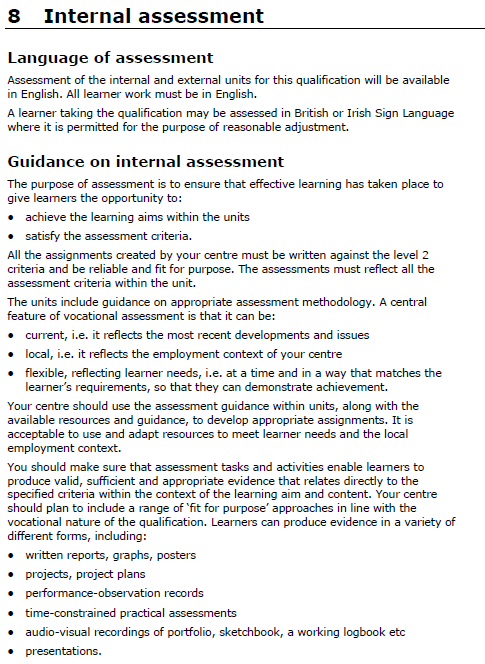 8 Internal assessment
Language of assessment
Assessment of the internal and external units for this qualification will be available
in English. All learner work must be in English.
A learner taking the qualification may be assessed in British or Irish Sign Language
where it is permitted for the purpose of reasonable adjustment.
Guidance on internal assessment
The purpose of assessment is to ensure that effective learning has taken place to
give learners the opportunity to:
• achieve the learning aims within the units
• satisfy the assessment criteria.
All the assignments created by your centre must be written against the level 2
criteria and be reliable and fit for purpose. The assessments must reflect all the
assessment criteria within the unit.
The units include guidance on appropriate assessment methodology. A central
feature of vocational assessment is that it can be:
• current, i.e. it reflects the most recent developments and issues
• local, i.e. it reflects the employment context of your centre
• flexible, reflecting learner needs, i.e. at a time and in a way that matches the
learner's requirements, so that they can demonstrate achievement.
Your centre should use the assessment guidance within units, along with the
available resources and guidance, to develop appropriate assignments. It is
acceptable to use and adapt resources to meet learner needs and the local
employment context.
You should make sure that assessment tasks and activities enable learners to
produce valid, sufficient and appropriate evidence that relates directly to the
specified criteria within the context of the learning aim and content. Your centre
should plan to include a range of 'fit for purpose' approaches in line with the
vocational nature of the qualification. Learners can produce evidence in a variety of
different forms, including:
• written reports, graphs, posters
• projects, project plans
• performance-observation records
• time-constrained practical assessments
• audio-visual recordings of portfolio, sketchbook, a working logbook etc
• presentations.